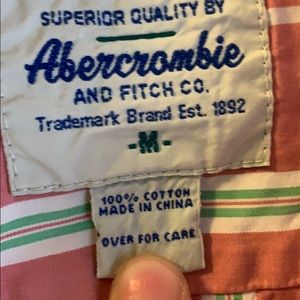 SUPERIOR QUALITY BY
Abercrombie
AND FITCH CO.
Trademark Brand Est. 1892
-M-
100% COTTON
MADE IN CHINA
OVER FOR CARE